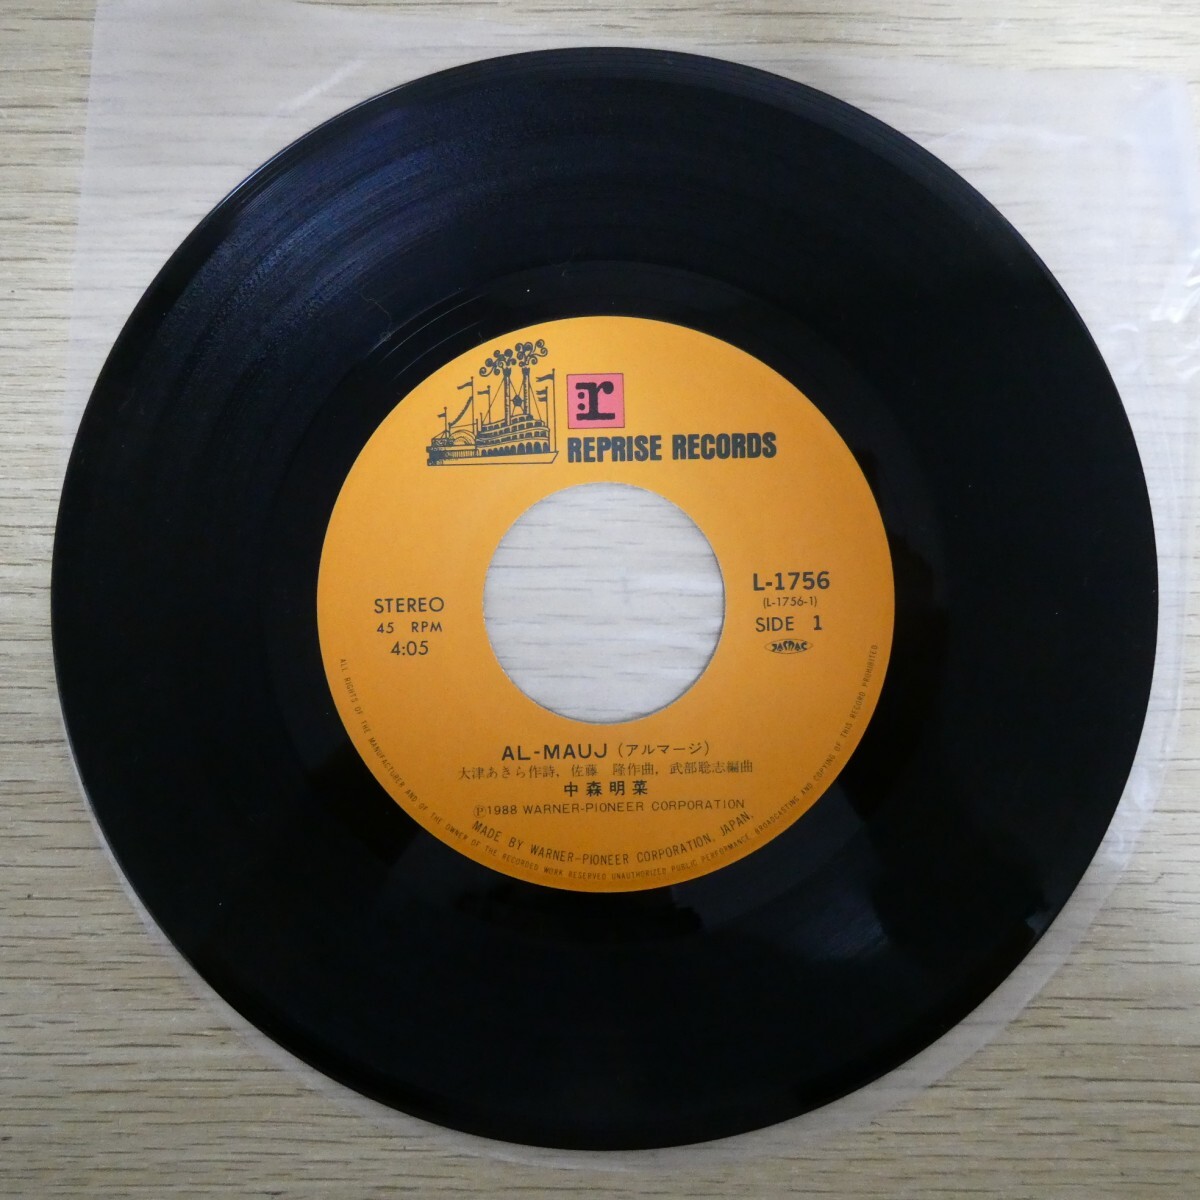 r
REPRISE RECORDS
L-1756
(L-1756-1)
SIDE 1
JASRAC
STEREO
45 RPM
4:05
AL-MAUJ(アルマージ)
大津あきら作詩, 佐藤 隆作曲, 武部聡志編曲
中森明菜
Ⓟ1988 WARNER-PIONEER CORPORATION
MADE BY WARNER-PIONEER CORPORATION, JAPAN.
ALL RIGHTS OF THE MANUFACTURER AND OF THE OWNER OF THE RECORDED WORK RESERVED UNAUTHORIZED PUBLIC PERFORMANCE BROADCASTING AND COPYING OF THIS RECORD PROHIBITED